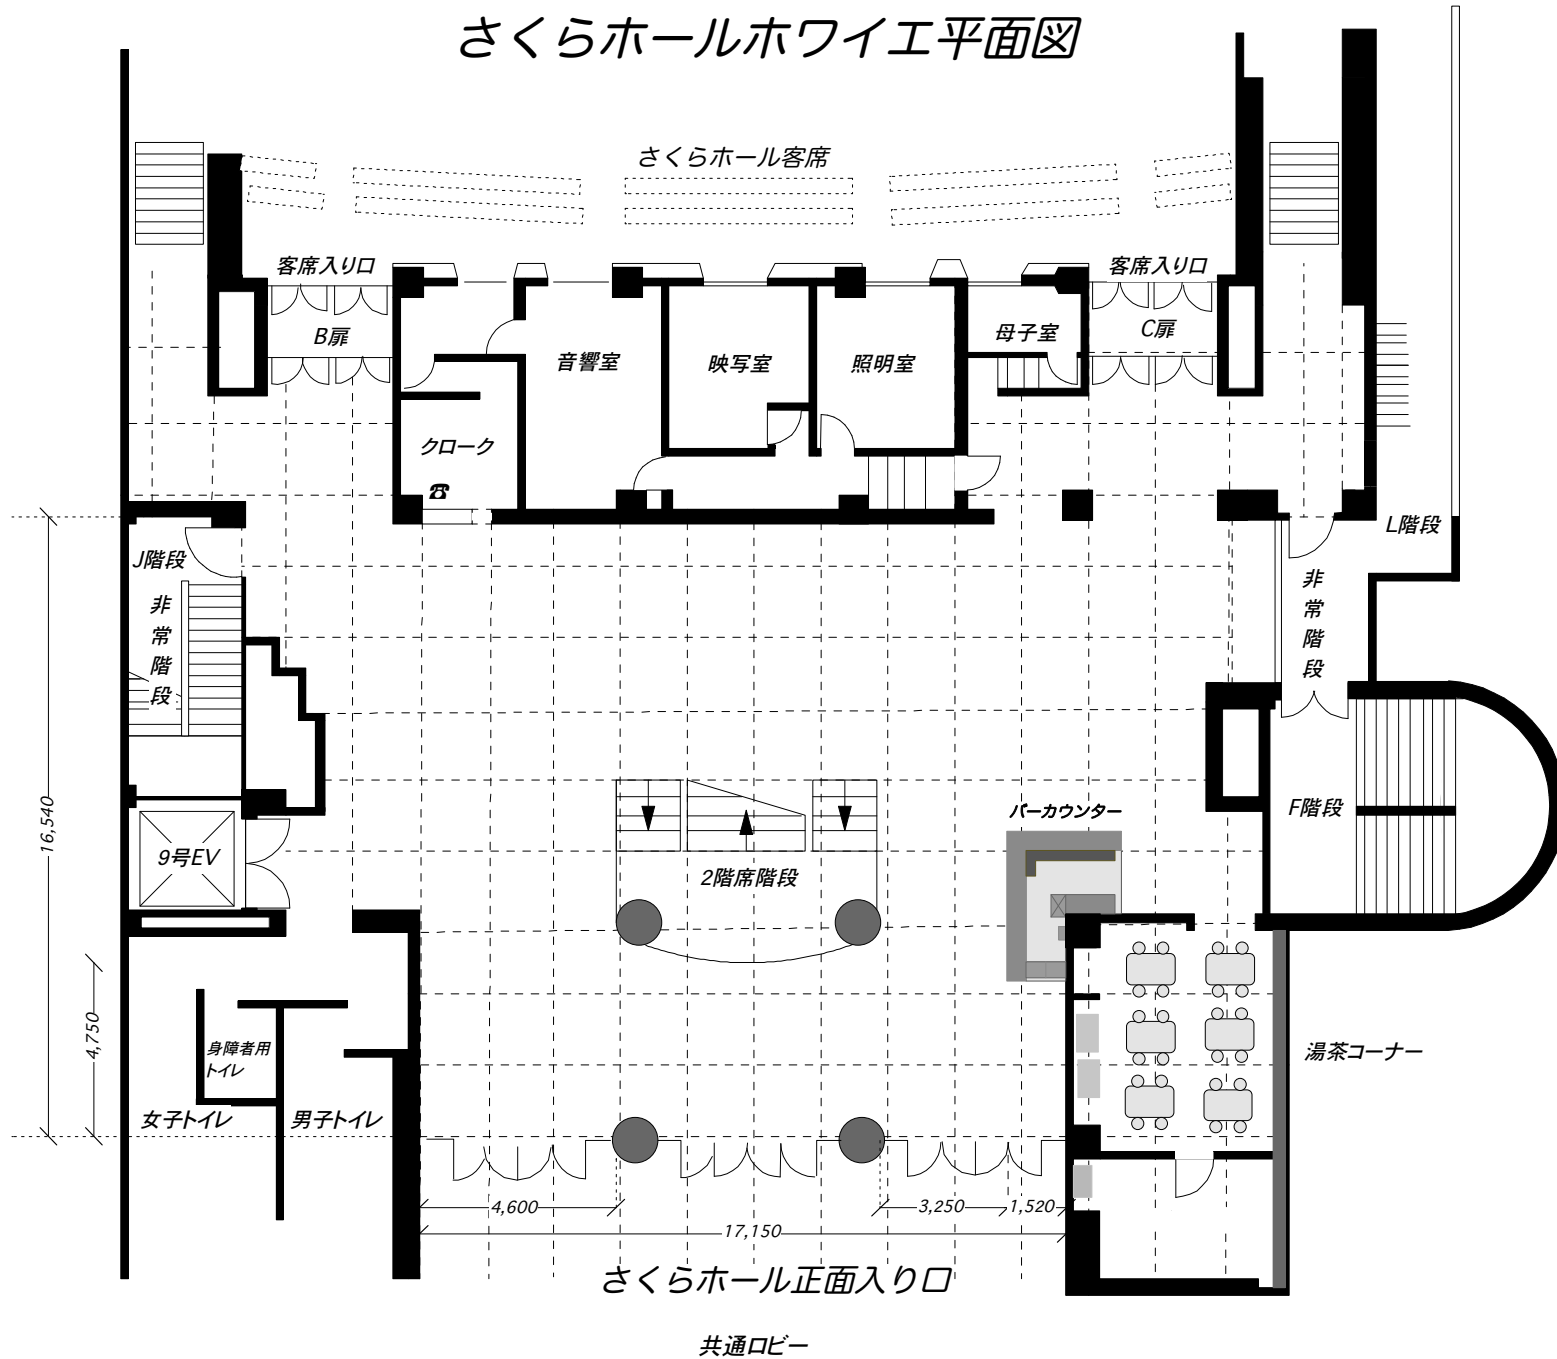 さくらホールホワイエ平面図
さくらホール客席
客席入り口
客席入り口
B扉
C扉
音響室
映写室
照明室
母子室
クローク
☎
J階段
非常階段
L階段
非常階段
16,540
9号EV
2階席階段
バーカウンター
F階段
4,750
身障者用
トイレ
女子トイレ
男子トイレ
湯茶コーナー
4,600
3,250
1,520
17,150
さくらホール正面入り口
共通ロビー